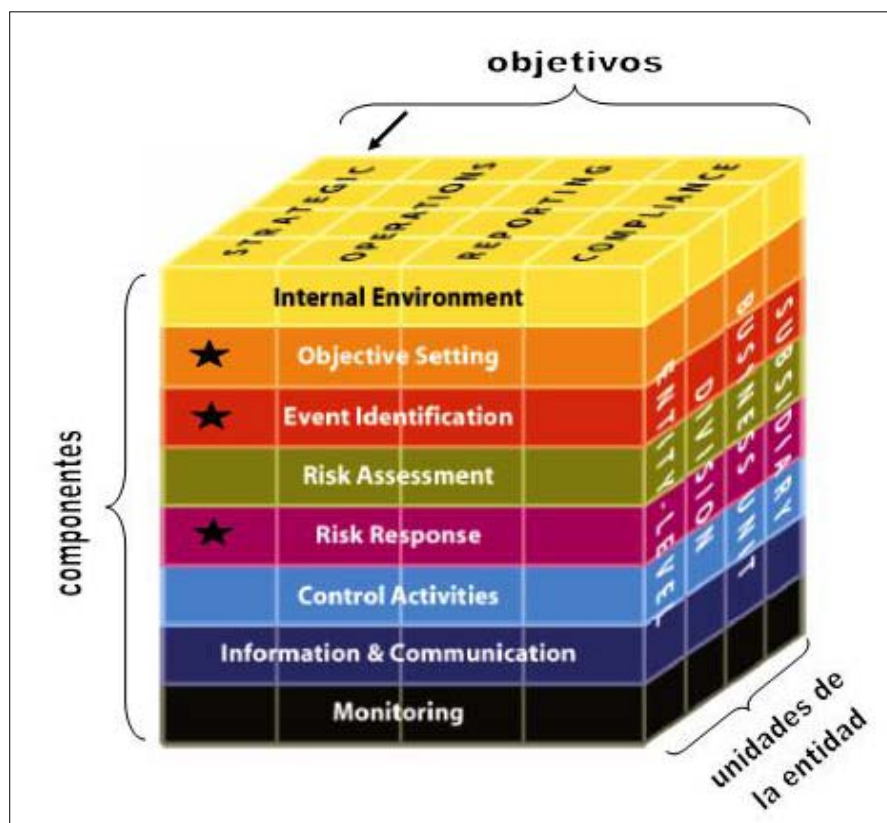 objetivos
STRATEGIC
OPERATIONS
REPORTING
COMPLIANCE
componentes
Internal Environment
Objective Setting
Event Identification
Risk Assessment
Risk Response
Control Activities
Information & Communication
Monitoring
ENTITY-LEVEL
DIVISION
BUSINESS UNIT
SUBSIDIARY
unidades de
la entidad